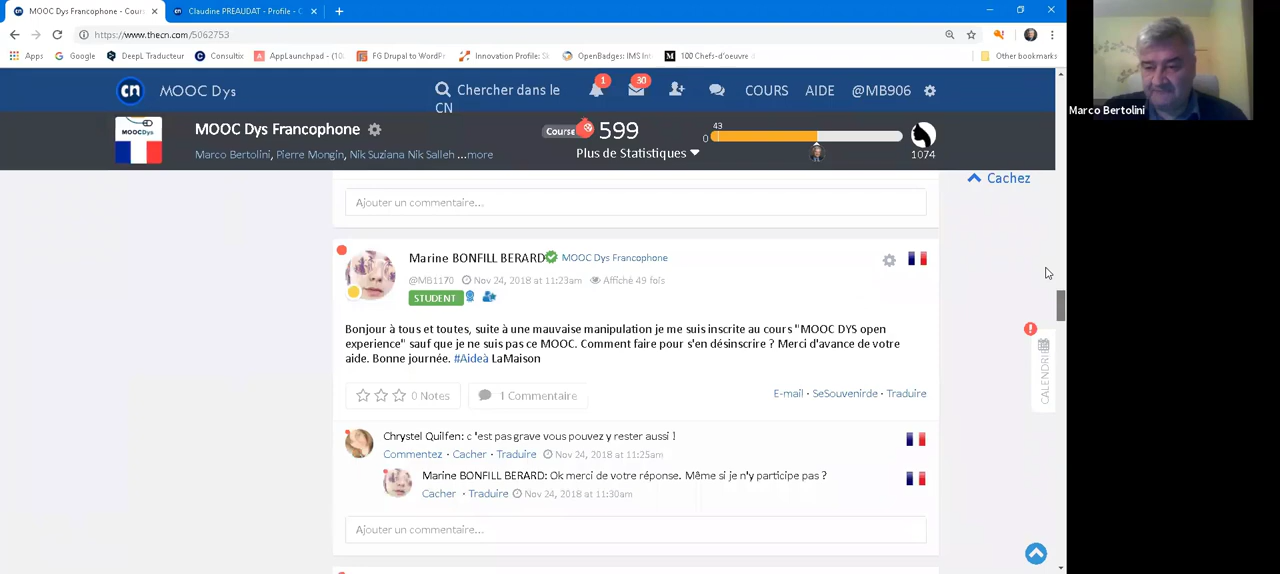 MOOC Dys Francophone - Cours
Claudine PREAUDAT - Profile - C
https://www.thecn.com/5062753
Apps
Google
DeepL Traducteur
Consultix
AppLaunchpad - (10
FG Drupal to WordPr
Innovation Profile: S
OpenBadges: IMS Int
100 Chefs-d'oeuvre d
Other bookmarks
cn
MOOC Dys
Chercher dans le
CN
1
30
COURS
AIDE
@MB906
Marco Bertolini
MOOCDYS
MOOC Dys Francophone
Marco Bertolini, Pierre Mongin, Nik Suziana Nik Salleh ...more
Course
599
Plus de Statistiques
0
43
1074
Cachez
Ajouter un commentaire...
Marine BONFILL BERARD
MOOC Dys Francophone
@MB1170
Nov 24, 2018 at 11:23am
Affiché 49 fois
STUDENT
Bonjour à tous et toutes, suite à une mauvaise manipulation je me suis inscrite au cours "MOOC DYS open
experience" sauf que je ne suis pas ce MOOC. Comment faire pour s'en désinscrire ? Merci d'avance de votre
aide. Bonne journée. #Aideà LaMaison
0 Notes
1 Commentaire
E-mail · SeSouvenirde · Traduire
Chrystel Quilfen: c 'est pas grave vous pouvez y rester aussi !
Commentez · Cacher · Traduire Nov 24, 2018 at 11:25am
Marine BONFILL BERARD: Ok merci de votre réponse. Même si je n'y participe pas ?
Cacher · Traduire Nov 24, 2018 at 11:30am
Ajouter un commentaire...
CALENDRIE